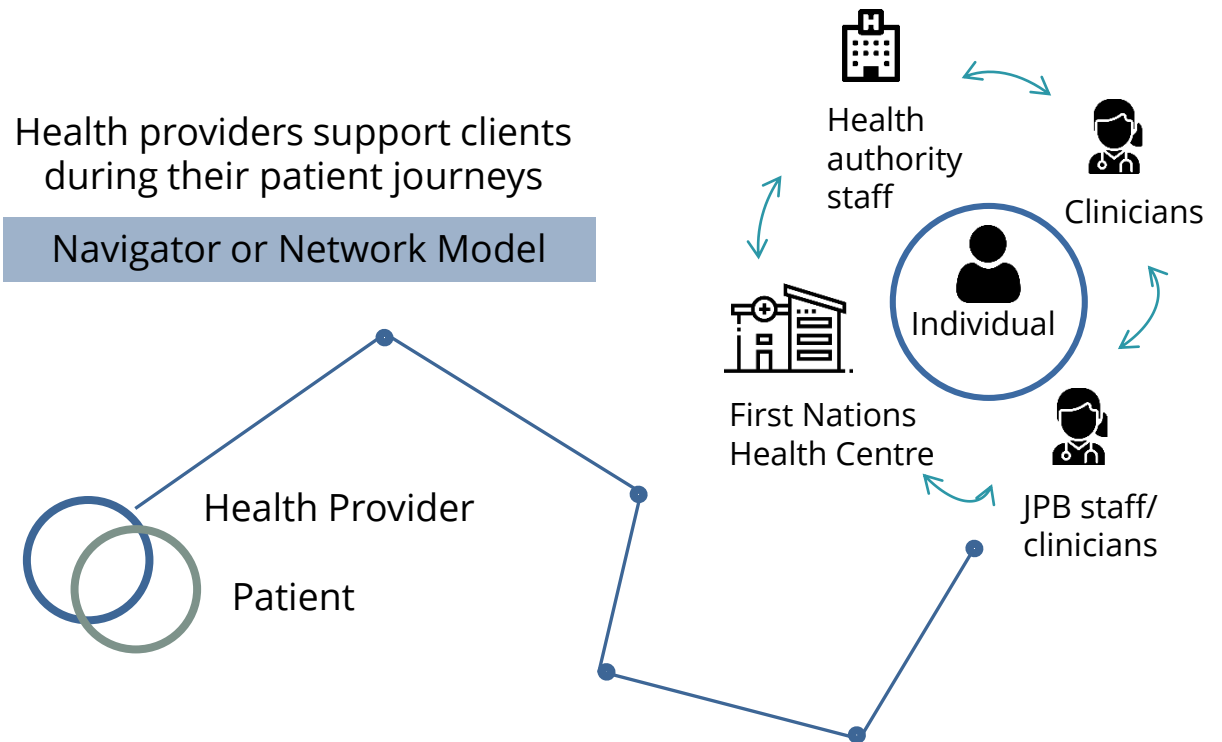 Health providers support clients
during their patient journeys
Navigator or Network Model
Health Provider
Patient
H
Health
authority
staff
Clinicians
Individual
First Nations
Health Centre
JPB staff/
clinicians